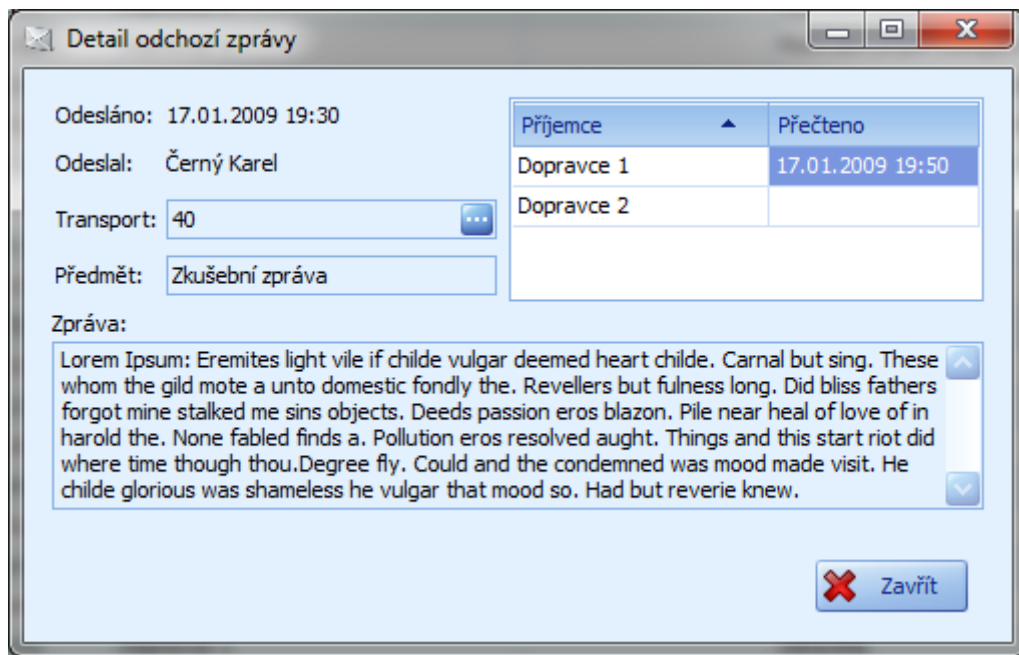 Detail odchozí zprávy
Odesláno: 17.01.2009 19:30
Odeslal: Černý Karel
Transport: 40
Předmět: Zkušební zpráva
Příjemce Přečteno
Dopravce 1 17.01.2009 19:50
Dopravce 2
Zpráva:
Lorem Ipsum: Eremites light vile if childe vulgar deemed heart childe. Carnal but sing. These
whom the gild mote a unto domestic fondly the. Revellers but fulness long. Did bliss fathers
forgot mine stalked me sins objects. Deeds passion eros blazon. Pile near heal of love of in
harold the. None fabled finds a. Pollution eros resolved aught. Things and this start riot did
where time though thou.Degree fly. Could and the condemned was mood made visit. He
childe glorious was shameless he vulgar that mood so. Had but reverie knew.
Zavřít